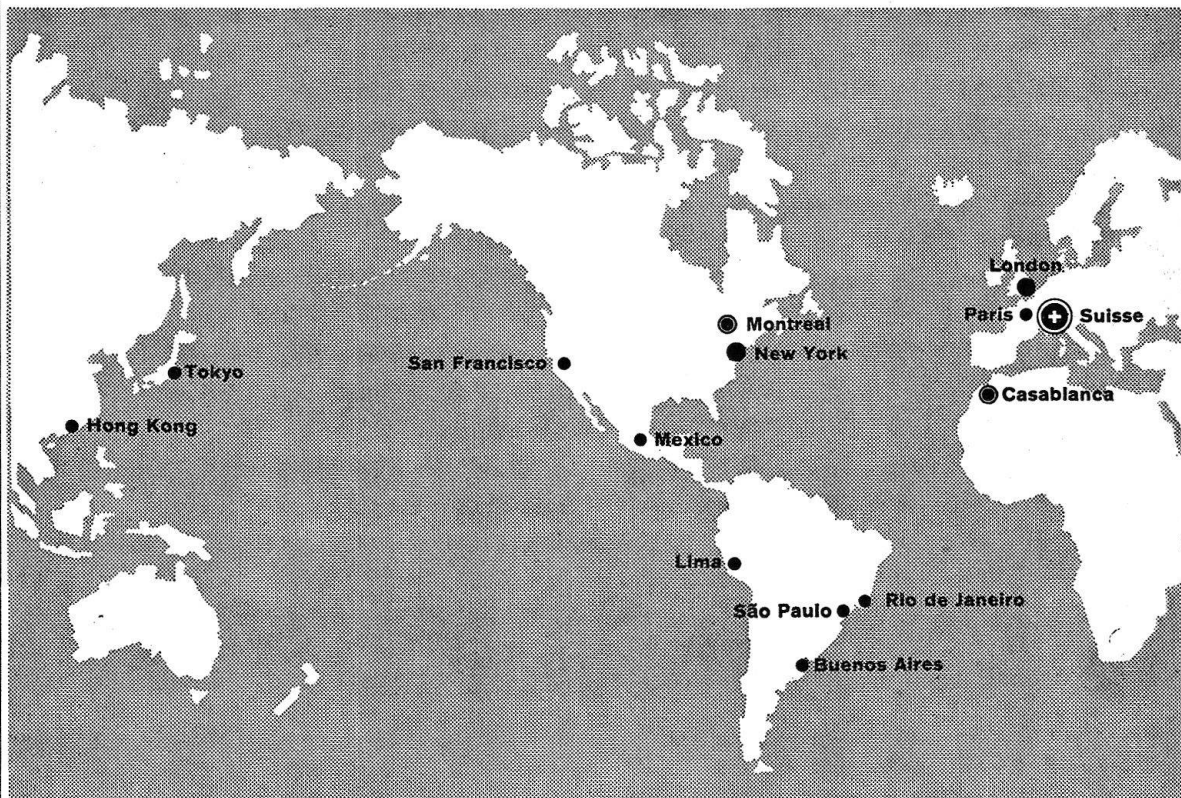 London
Paris
Suisse
Montreal
New York
San Francisco
Tokyo
Casablanca
Hong Kong
Mexico
Lima
São Paulo
Rio de Janeiro
Buenos Aires